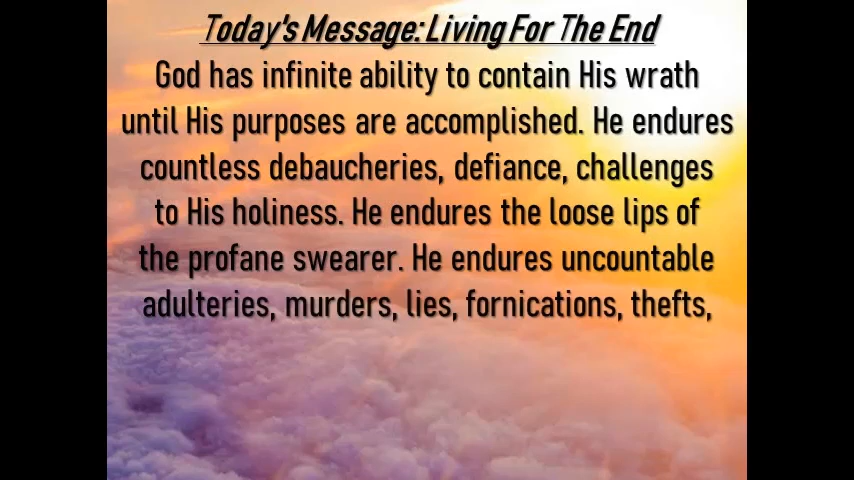 Today's Message: Living For The End
God has infinite ability to contain His wrath
until His purposes are accomplished. He endures
countless debaucheries, defiance, challenges
to His holiness. He endures the loose lips of
the profane swearer. He endures uncountable
adulteries, murders, lies, fornications, thefts,